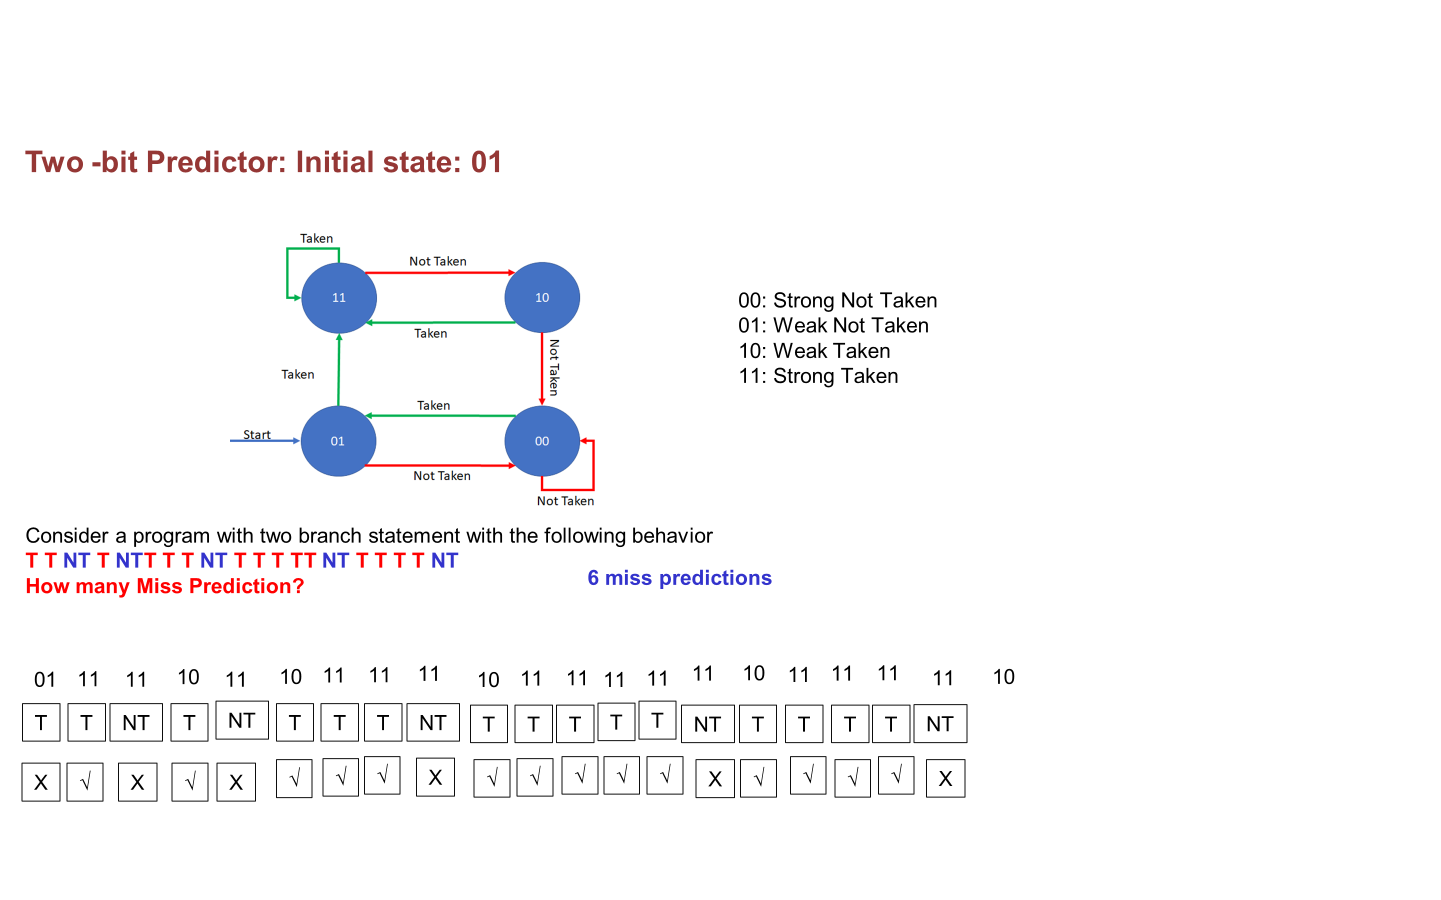 Two -bit Predictor: Initial state: 01
Taken
Not Taken
11
10
Taken
Not Taken
Taken
Taken
Start
01
00
Not Taken
Not Taken
00: Strong Not Taken
01: Weak Not Taken
10: Weak Taken
11: Strong Taken
Consider a program with two branch statement with the following behavior
T T NT T NTT T T NT T T T TT NT T T T T NT
How many Miss Prediction?
6 miss predictions
01 11 11 10 11 10 11 11 11 10 11 11 11 11 11 10 11 11 11 11 10
T T NT T NT T T T NT T T T T T NT T T T T NT
X √ X √ X √ √ √ X √ √ √ √ √ X √ √ √ √ X